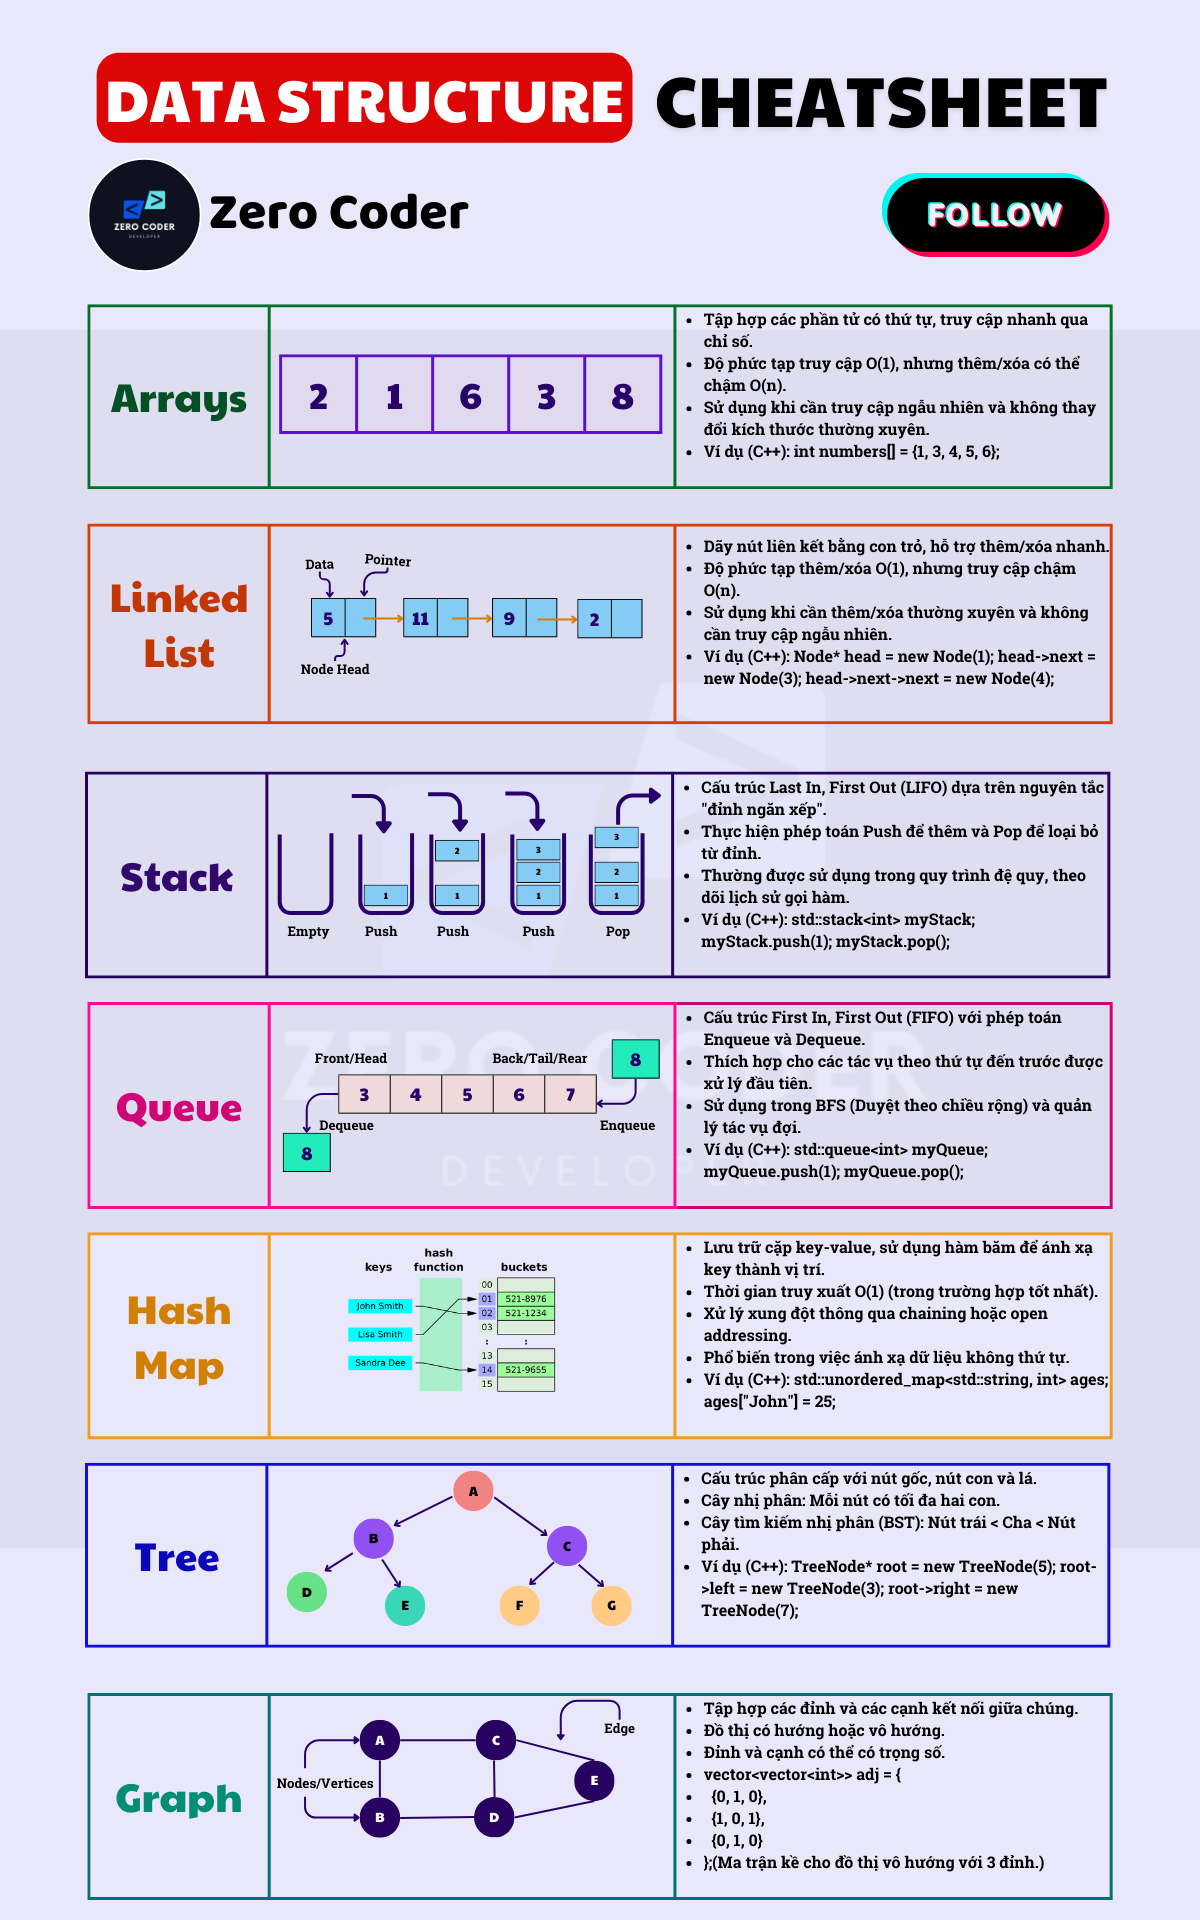 DATA STRUCTURE CHEATSHEET
ZERO CODER
DEVELOPER
Zero Coder
FOLLOW
Arrays
2 1 6 3 8
• Tập hợp các phần tử có thứ tự, truy cập nhanh qua
chỉ số.
• Độ phức tạp truy cập O(1), nhưng thêm/xóa có thể
chậm O(n).
• Sử dụng khi cần truy cập ngẫu nhiên và không thay
đổi kích thước thường xuyên.
• Ví dụ (C++): int numbers[] = {1, 3, 4, 5, 6};
Linked
List
Data
Pointer
5 11 9 2
Node Head
• Dãy nút liên kết bằng con trỏ, hỗ trợ thêm/xóa nhanh.
• Độ phức tạp thêm/xóa O(1), nhưng truy cập chậm
O(n).
• Sử dụng khi cần thêm/xóa thường xuyên và không
cần truy cập ngẫu nhiên.
• Ví dụ (C++): Node* head = new Node(1); head->next =
new Node(3); head->next->next = new Node(4);
Stack
3
2 3
2 2
1 1 1 1
Empty Push Push Push Pop
• Cấu trúc Last In, First Out (LIFO) dựa trên nguyên tắc
"đỉnh ngăn xếp".
• Thực hiện phép toán Push để thêm và Pop để loại bỏ
từ đỉnh.
• Thường được sử dụng trong quy trình đệ quy, theo
dõi lịch sử gọi hàm.
• Ví dụ (C++): std::stack<int> myStack;
myStack.push(1); myStack.pop();
Queue
Front/Head
Back/Tail/Rear
8
3 4 5 6 7
Dequeue
Enqueue
8
• Cấu trúc First In, First Out (FIFO) với phép toán
Enqueue và Dequeue.
• Thích hợp cho các tác vụ theo thứ tự đến trước được
xử lý đầu tiên.
• Sử dụng trong BFS (Duyệt theo chiều rộng) và quản
lý tác vụ đợi.
• Ví dụ (C++): std::queue<int> myQueue;
myQueue.push(1); myQueue.pop();
ZERO CODER
DEVELOPER
Hash
Map
keys
hash
function
buckets
John Smith
Lisa Smith
Sandra Dee
00
01 521-8976
02 521-1234
03
: :
13
14 521-9655
15
• Lưu trữ cặp key-value, sử dụng hàm băm để ánh xạ
key thành vị trí.
• Thời gian truy xuất O(1) (trong trường hợp tốt nhất).
• Xử lý xung đột thông qua chaining hoặc open
addressing.
• Phổ biến trong việc ánh xạ dữ liệu không thứ tự.
• Ví dụ (C++): std::unordered_map<std::string, int> ages;
ages["John"] = 25;
Tree
A
B C
D E F G
• Cấu trúc phân cấp với nút gốc, nút con và lá.
• Cây nhị phân: Mỗi nút có tối đa hai con.
• Cây tìm kiếm nhị phân (BST): Nút trái < Cha < Nút
phải.
• Ví dụ (C++): TreeNode* root = new TreeNode(5); root-
>left = new TreeNode(3); root->right = new
TreeNode(7);
Graph
Edge
A C
E
Nodes/Vertices
B D
• Tập hợp các đỉnh và các cạnh kết nối giữa chúng.
• Đồ thị có hướng hoặc vô hướng.
• Đỉnh và cạnh có thể có trọng số.
• vector<vector<int>> adj = {
• {0, 1, 0},
• {1, 0, 1},
• {0, 1, 0}
• };(Ma trận kề cho đồ thị vô hướng với 3 đỉnh.)